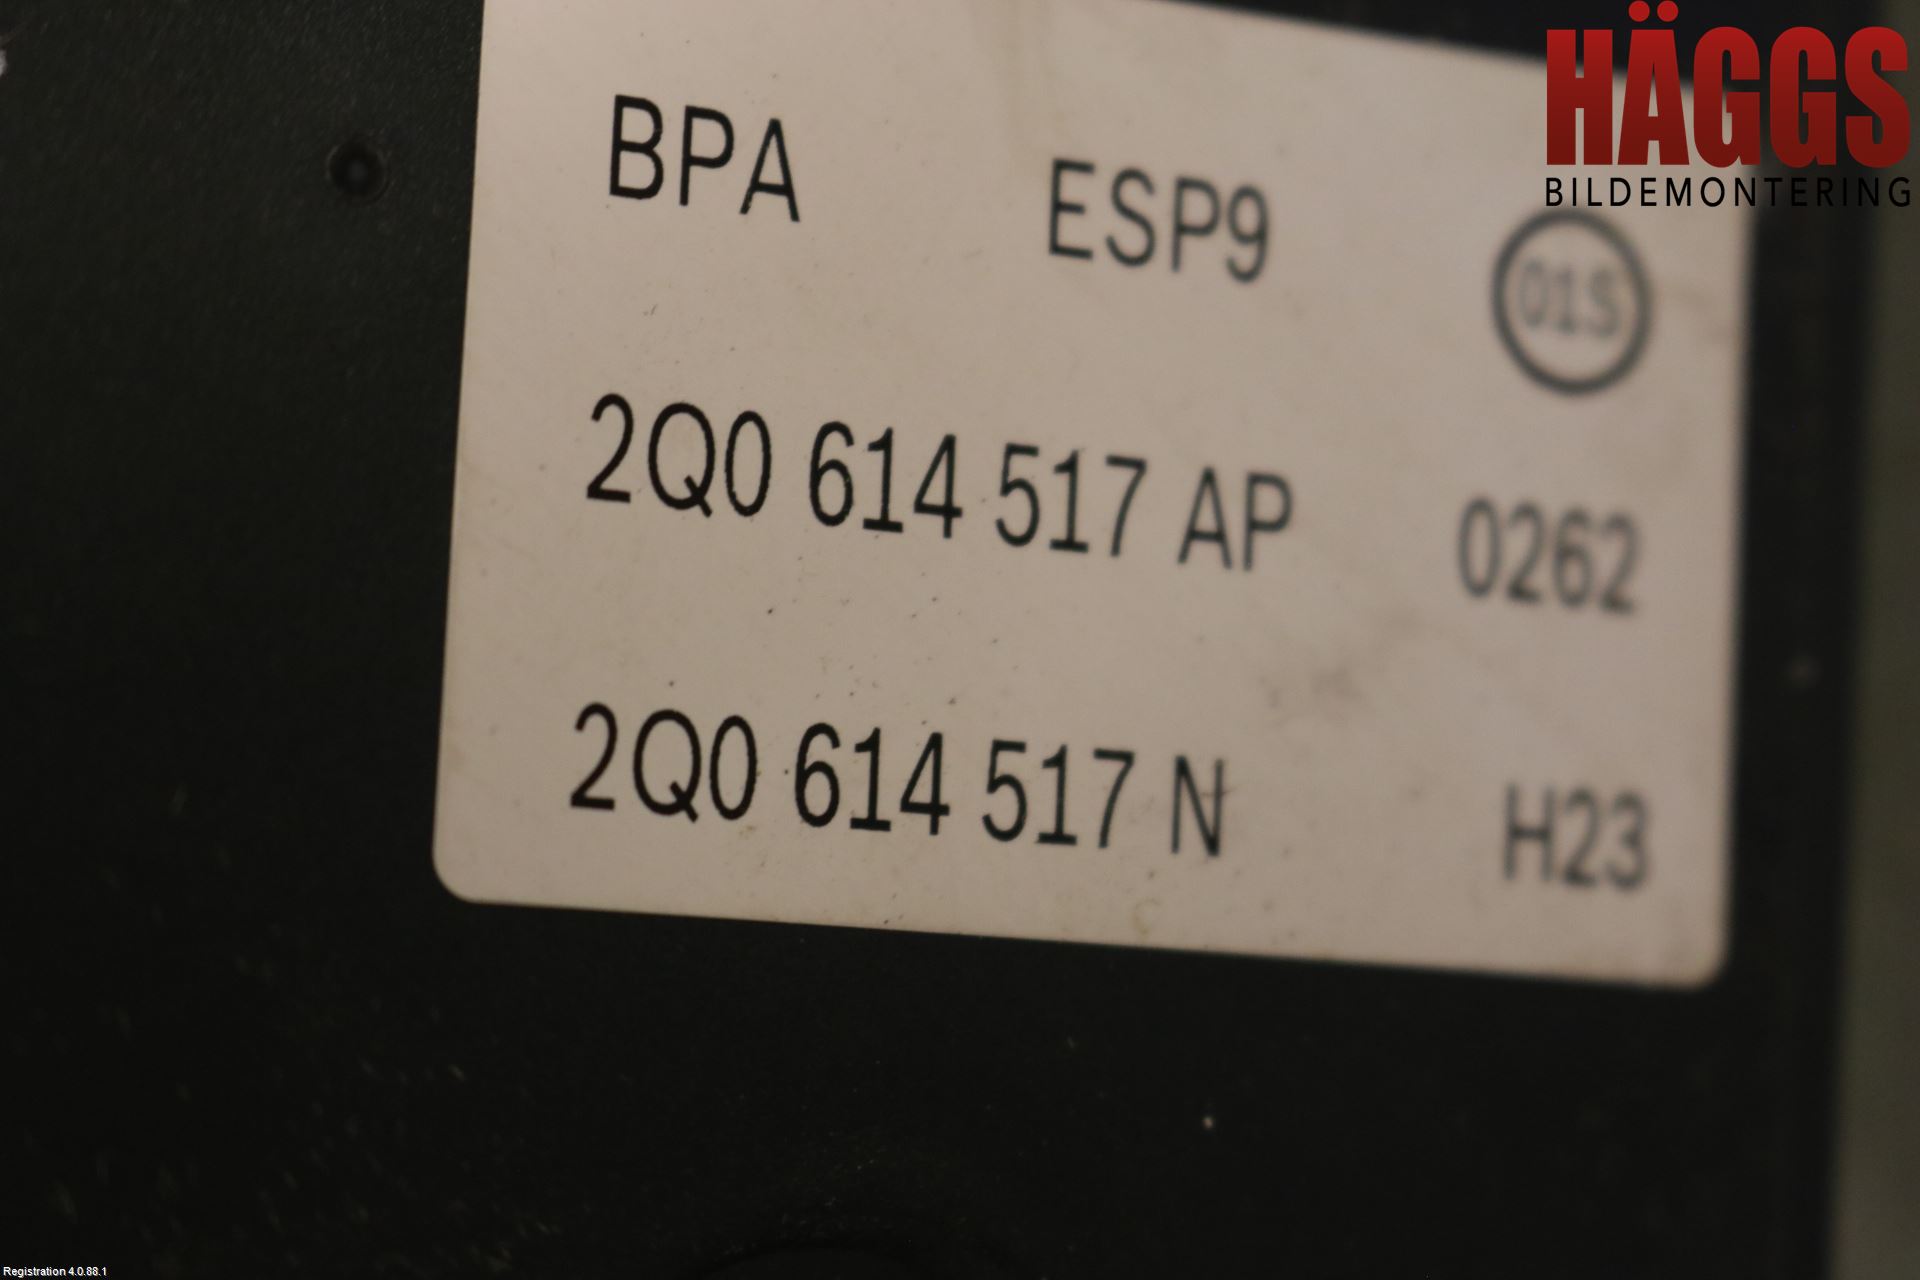 HÄGGS
BILDEMONTERING
BPA ESP9 01S
2Q0 614 517 AP 0262
2Q0 614 517 N H23
Registration 4.0.88.1